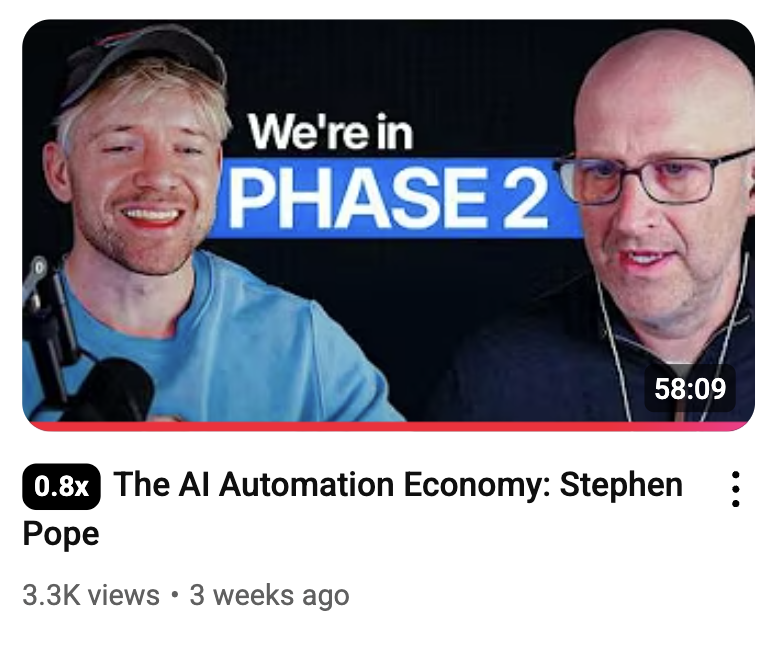 We're in
PHASE 2
58:09
0.8x The AI Automation Economy: Stephen
Pope
3.3K views • 3 weeks ago